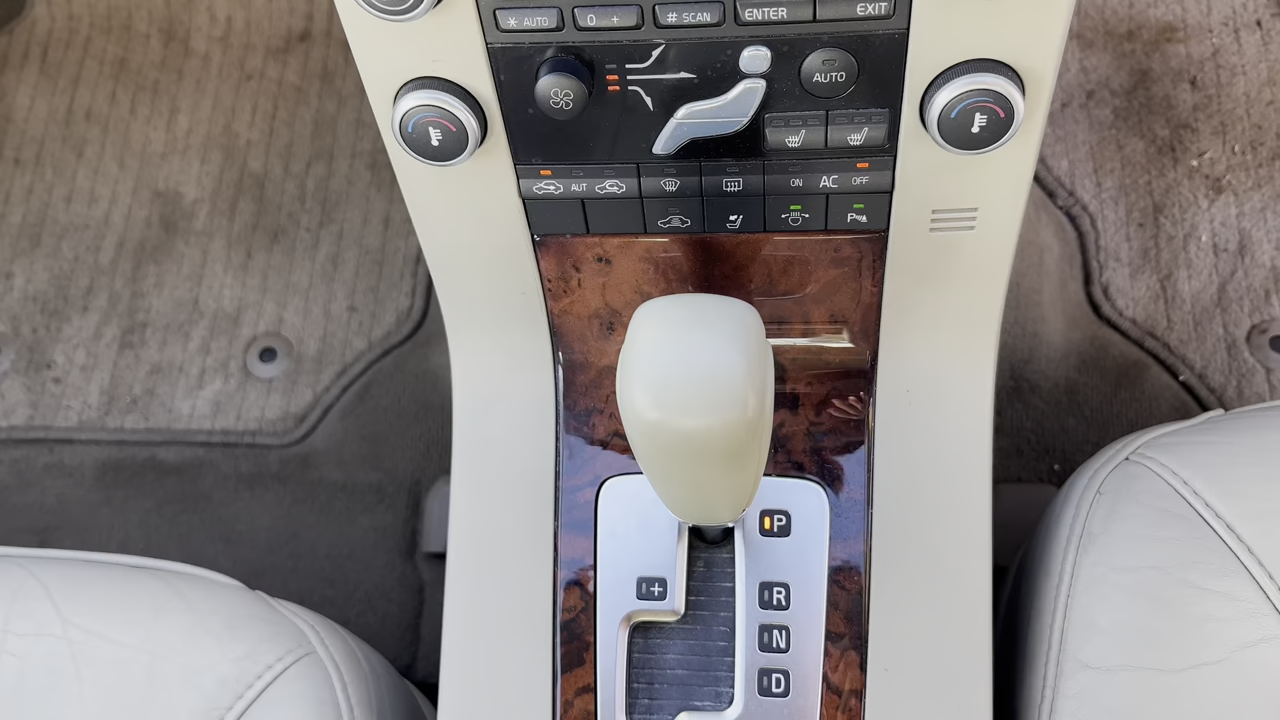 * AUTO 0 + # SCAN ENTER EXIT
AUTO
AUT ON AC OFF
P
P
+ R
N
D